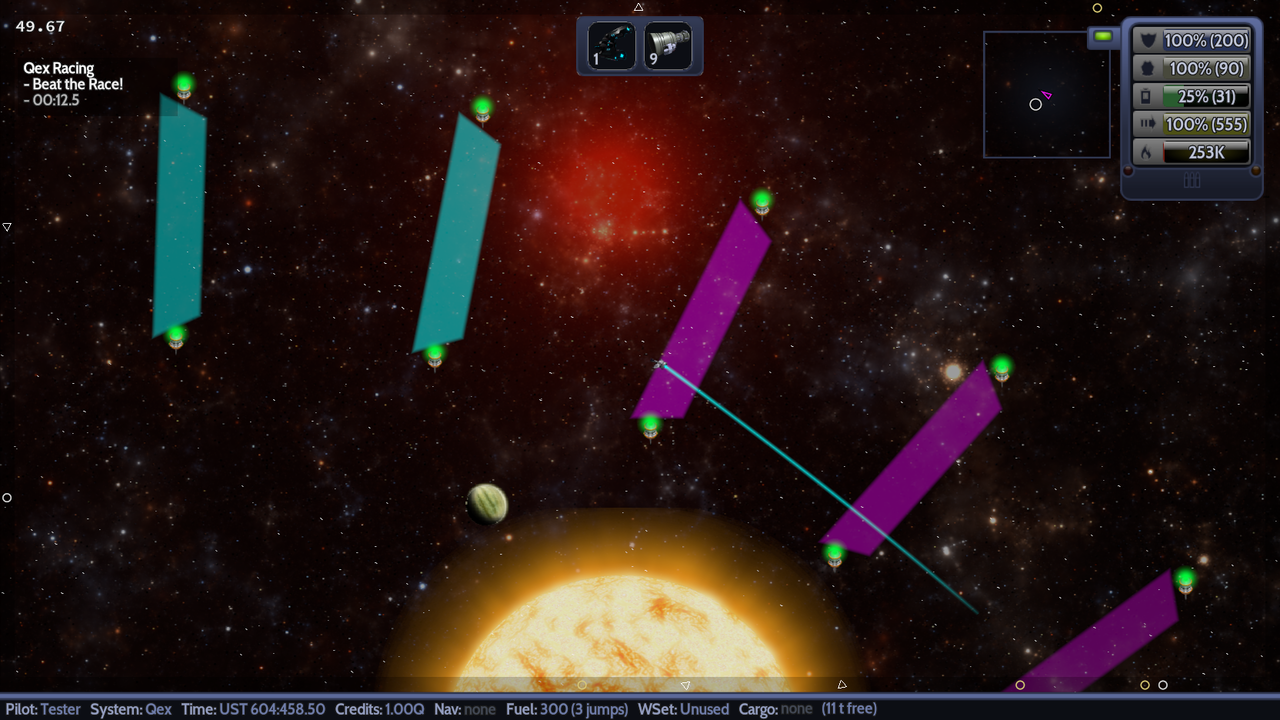 49.67
Qex Racing
- Beat the Race!
- 00:12.5
1
9
100% (200)
100% (90)
25% (31)
100% (555)
253K
Pilot: Tester System: Qex Time: UST 604:458.50 Credits: 1.00Q Nav: none Fuel: 300 (3 jumps) WSet: Unused Cargo: none (11 t free)